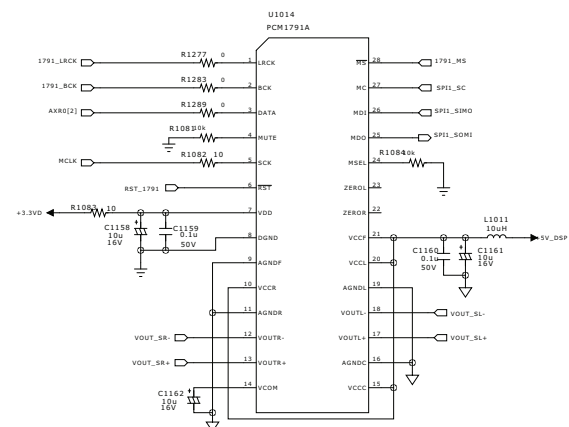 U1014
PCM1791A
1791_LRCK R1277 0 1 LRCK MS 28 1791_MS
1791_BCK R1283 0 2 BCK MC 27 SPI1_SC
AXR0[2] R1289 0 3 DATA MDI 26 SPI1_SIMO
R1081 10k 4 MUTE MDO 25 SPI1_SOMI
MCLK R1082 10 5 SCK MSEL 24 R1084 10k
RST_1791 6 RST ZEROL 23
+3.3VD R1083 10 7 VDD ZEROR 22
C1158 10u 16V
C1159 0.1u 50V
8 DGND VCCF 21 L1011 10uH +5V_DSP
C1160 0.1u 50V
C1161 10u 16V
9 AGNDF VCCL 20
10 VCCR AGNDL 19
11 AGNDR VOUTL- 18 VOUT_SL-
VOUT_SR- 12 VOUTR- VOUTL+ 17 VOUT_SL+
VOUT_SR+ 13 VOUTR+ AGNDC 16
14 VCOM VCCC 15
C1162 10u 16V